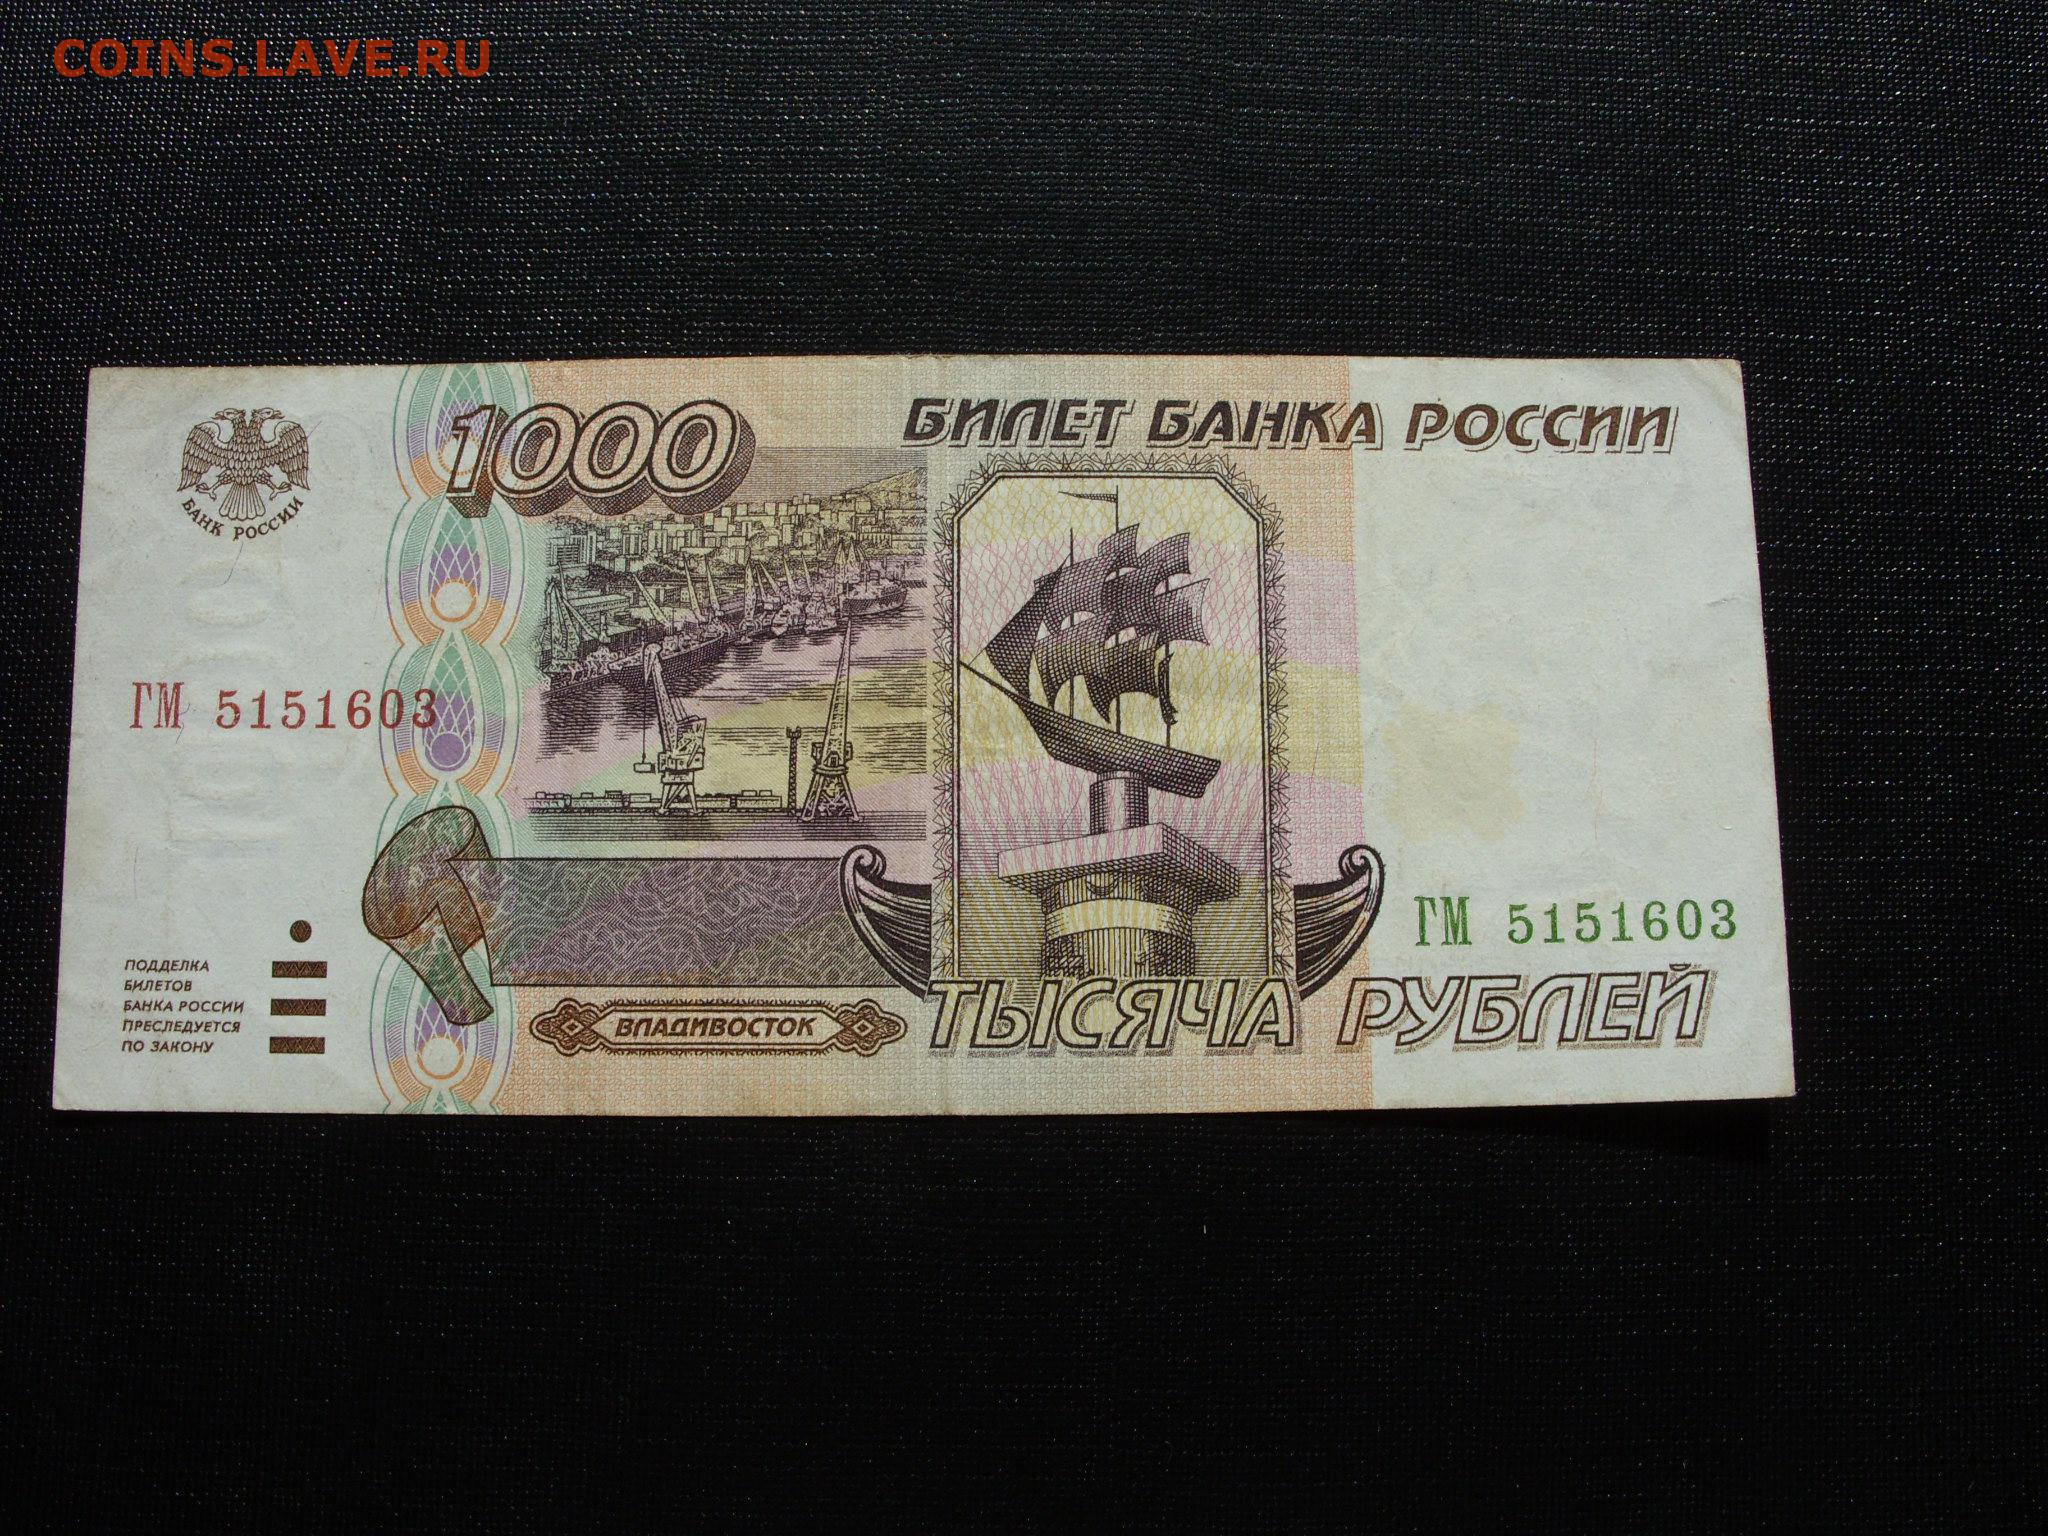 COINS.LAVE.RU
1000
БИЛЕТ БАНКА РОССИИ
БАНК РОССИИ
ГМ 5151603
ГМ 5151603
ПОДДЕЛКА
БИЛЕТОВ
БАНКА РОССИИ
ПРЕСЛЕДУЕТСЯ
ПО ЗАКОНУ
ВЛАДИВОСТОК
ТЫСЯЧА РУБЛЕЙ